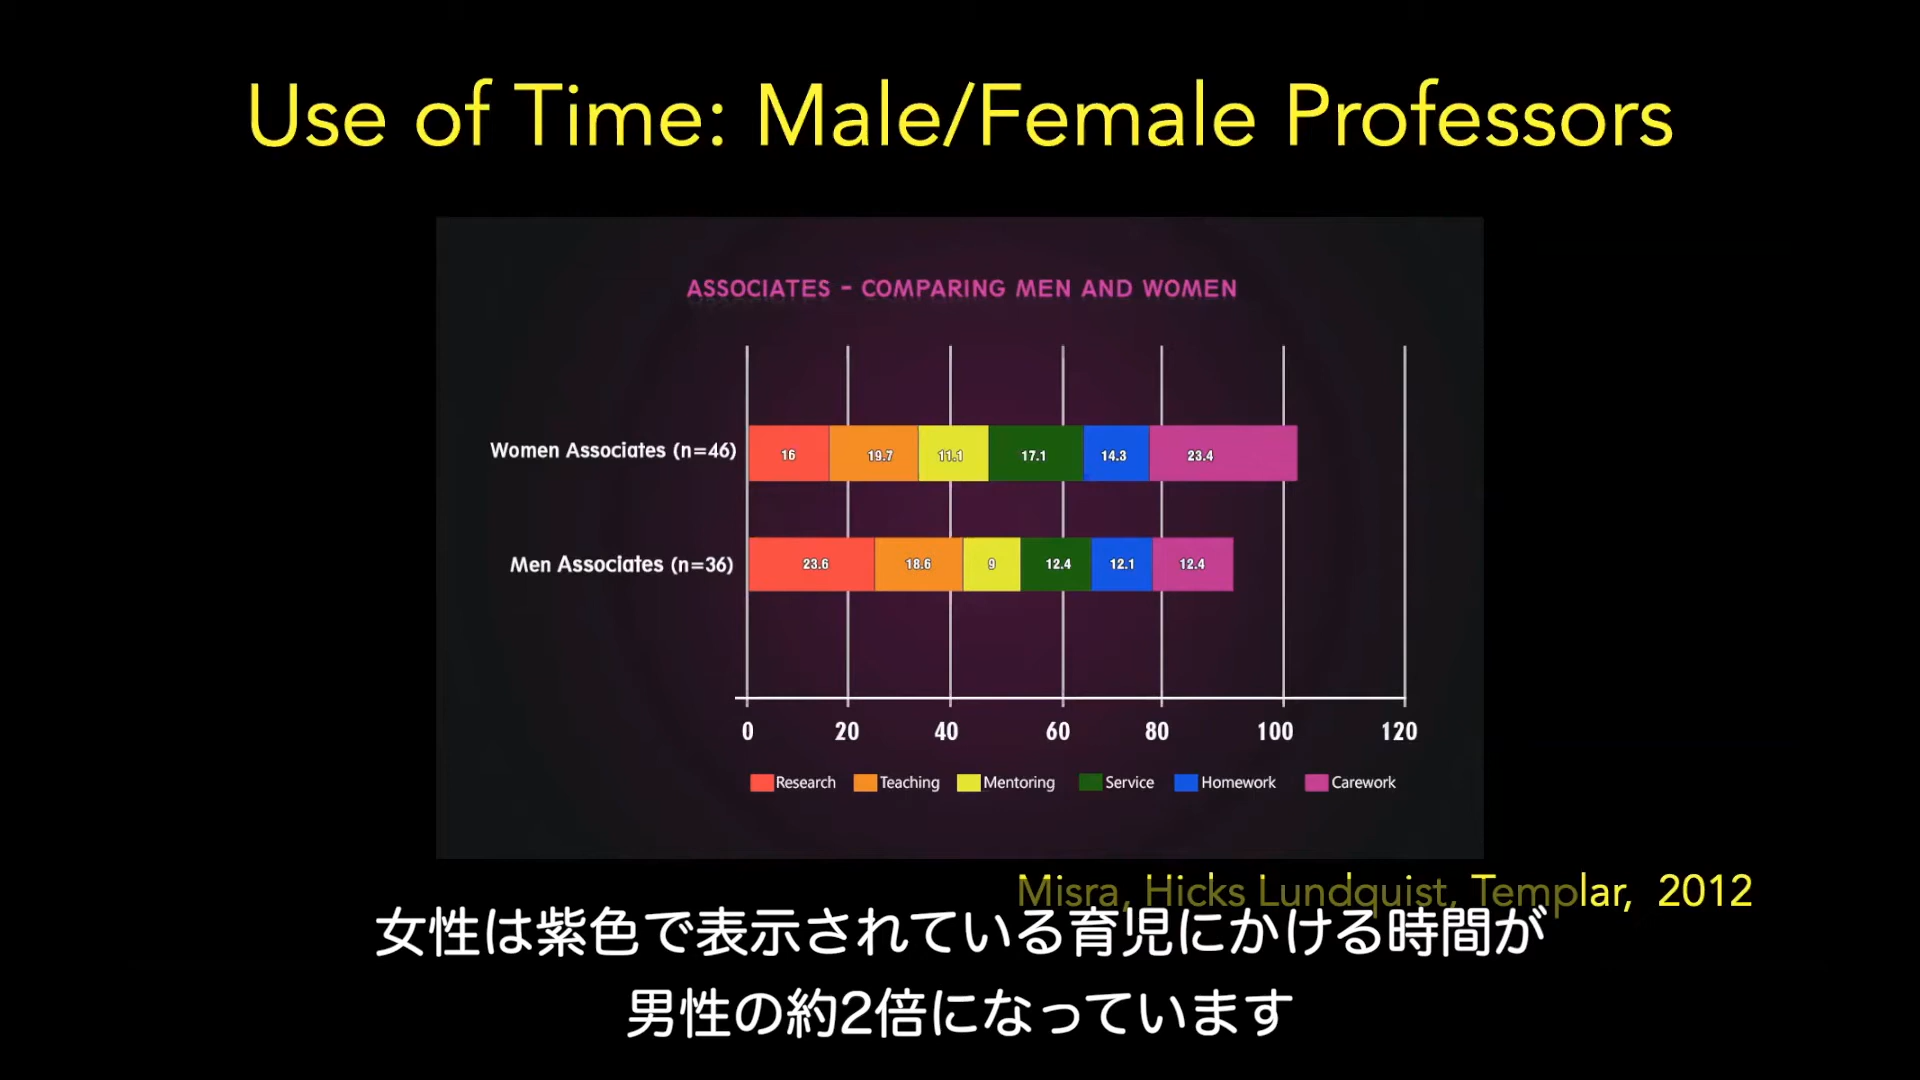 Use of Time: Male/Female Professors
ASSOCIATES - COMPARING MEN AND WOMEN
Women Associates (n=46)
16 19.7 11.1 17.1 14.3 23.4
Men Associates (n=36)
23.6 18.6 9 12.4 12.1 12.4
0 20 40 60 80 100 120
Research Teaching Mentoring Service Homework Carework
Misra, Hicks Lundquist, Templar, 2012
女性は紫色で表示されている育児にかける時間が
男性の約2倍になっています